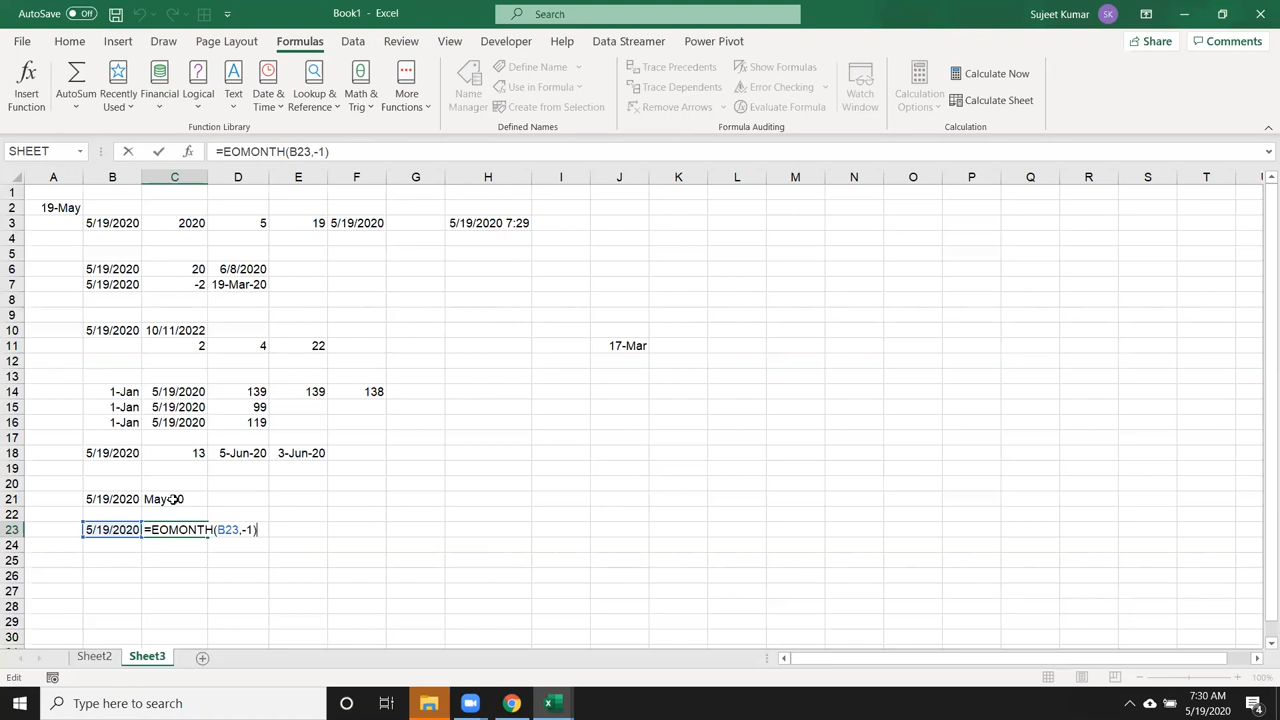 AutoSave Off Book1 - Excel Search Sujeet Kumar SK
File Home Insert Draw Page Layout Formulas Data Review View Developer Help Data Streamer Power Pivot Share Comments
Insert Function AutoSum Recently Used Financial Logical Text Date & Time Lookup & Reference Math & Trig More Functions
Name Manager Define Name Use in Formula Create from Selection
Trace Precedents Trace Dependents Remove Arrows Show Formulas Error Checking Evaluate Formula Watch Window
Calculation Options Calculate Now Calculate Sheet
Function Library Defined Names Formula Auditing Calculation
SHEET fx =EOMONTH(B23,-1)
A B C D E F G H I J K L M N O P Q R S T
1
2 19-May
3 5/19/2020 2020 5 19 5/19/2020 5/19/2020 7:29
4
5
6 5/19/2020 20 6/8/2020
7 5/19/2020 -2 19-Mar-20
8
9
10 5/19/2020 10/11/2022
11 2 4 22 17-Mar
12
13
14 1-Jan 5/19/2020 139 139 138
15 1-Jan 5/19/2020 99
16 1-Jan 5/19/2020 119
17
18 5/19/2020 13 5-Jun-20 3-Jun-20
19
20
21 5/19/2020
22
23 5/19/2020 =EOMONTH(B23,-1)
24
25
26
27
28
29
30
Sheet2 Sheet3
Edit 100%
Type here to search 7:30 AM
5/19/2020